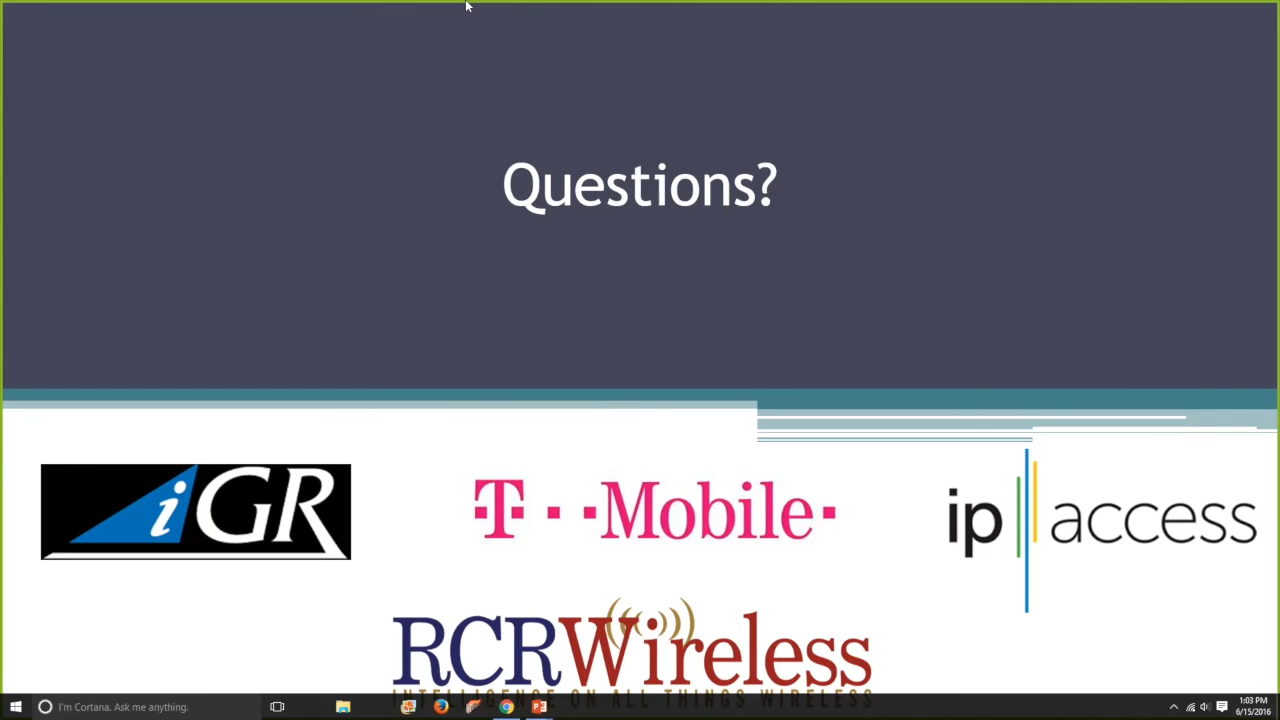 Questions?
iGR
T··Mobile·
ip access
RCRWireless
INTELLIGENCE ON ALL THINGS WIRELESS
I'm Cortana. Ask me anything.
1:03 PM
6/15/2016